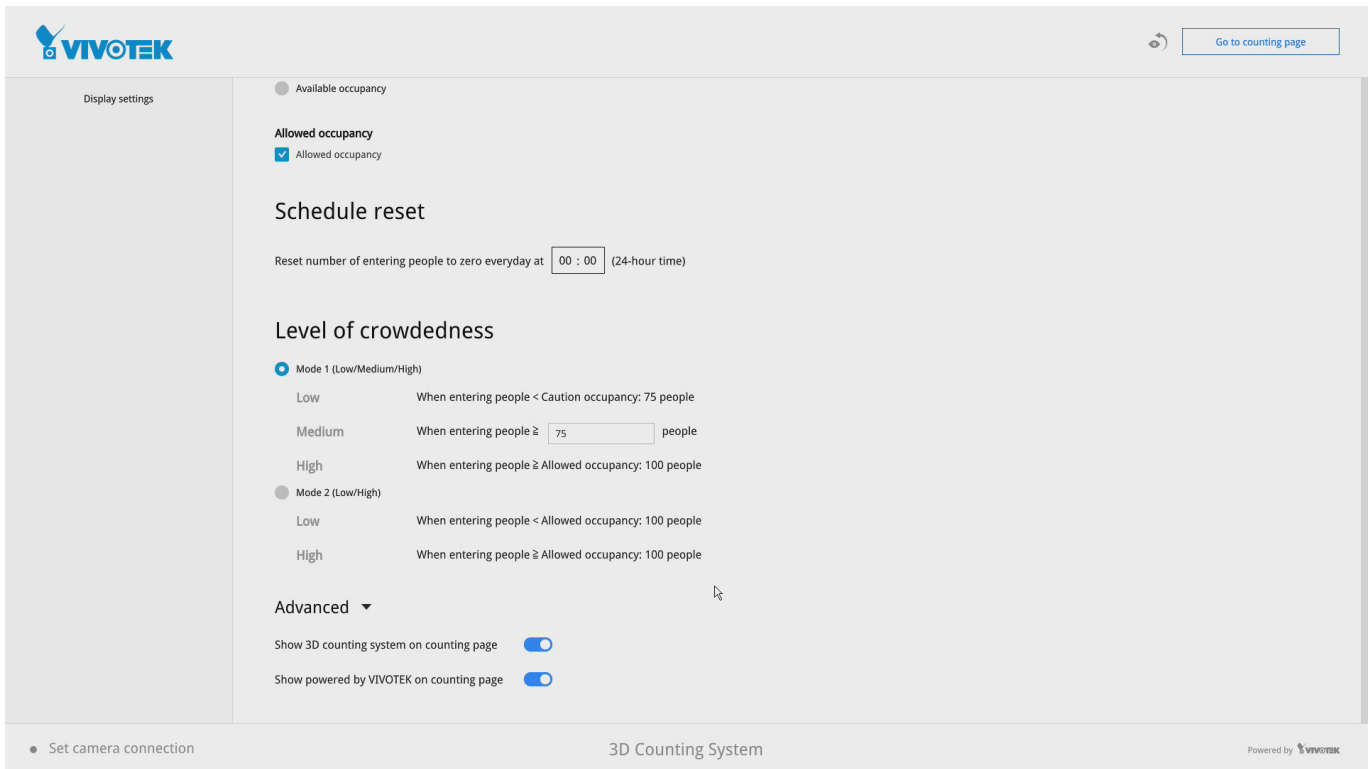 VIVOTEK
Go to counting page
Display settings
Available occupancy
Allowed occupancy
Allowed occupancy
Schedule reset
Reset number of entering people to zero everyday at 00 : 00 (24-hour time)
Level of crowdedness
Mode 1 (Low/Medium/High)
Low When entering people < Caution occupancy: 75 people
Medium When entering people ≧ 75 people
High When entering people ≧ Allowed occupancy: 100 people
Mode 2 (Low/High)
Low When entering people < Allowed occupancy: 100 people
High When entering people ≧ Allowed occupancy: 100 people
Advanced
Show 3D counting system on counting page
Show powered by VIVOTEK on counting page
Set camera connection 3D Counting System Powered by VIVOTEK